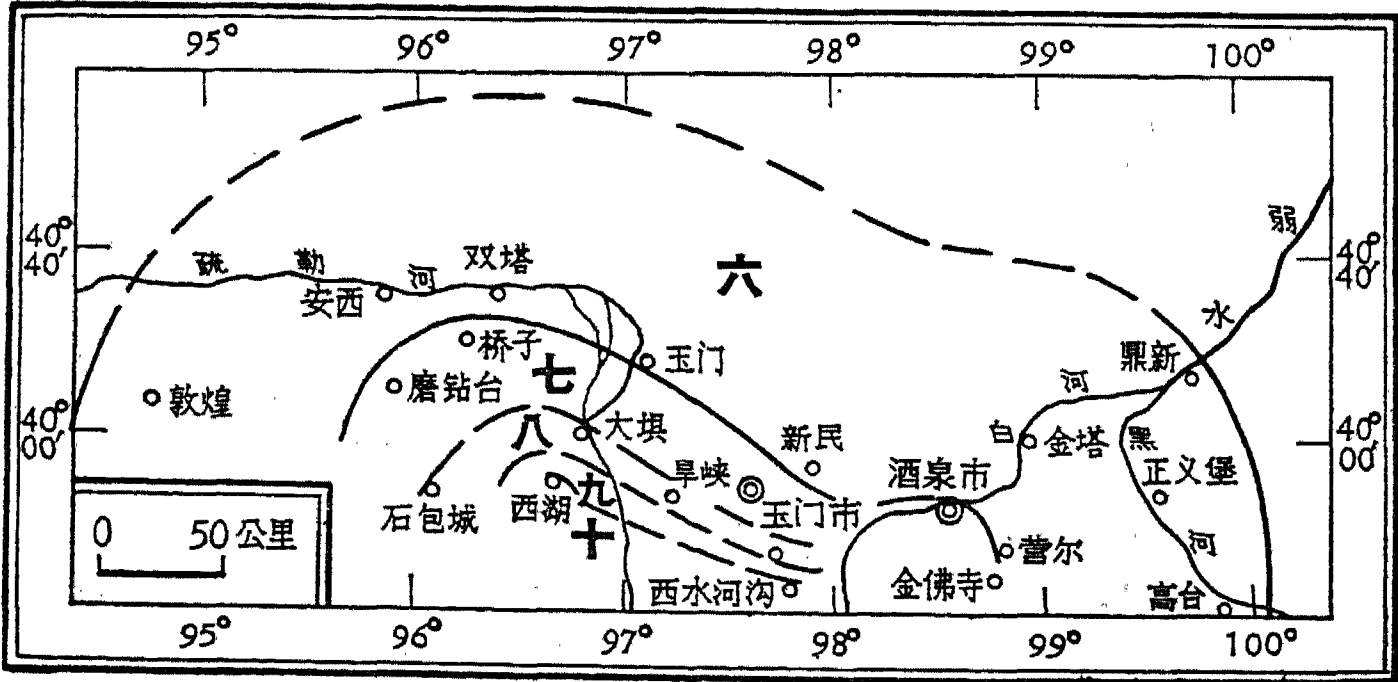 95° 96° 97° 98° 99° 100°
弱
40° 40′
疏勒河
双塔
六
40° 40′
安西
水
桥子
玉门
鼎新
七
磨钻台
河
敦煌
40° 00′
八
大坝
新民
白
金塔
黑
40° 00′
旱峡
酒泉市
正义堡
石包城
西湖
九
玉门市
0 50公里
十
营尔
河
西水河沟
金佛寺
高台
95° 96° 97° 98° 99° 100°